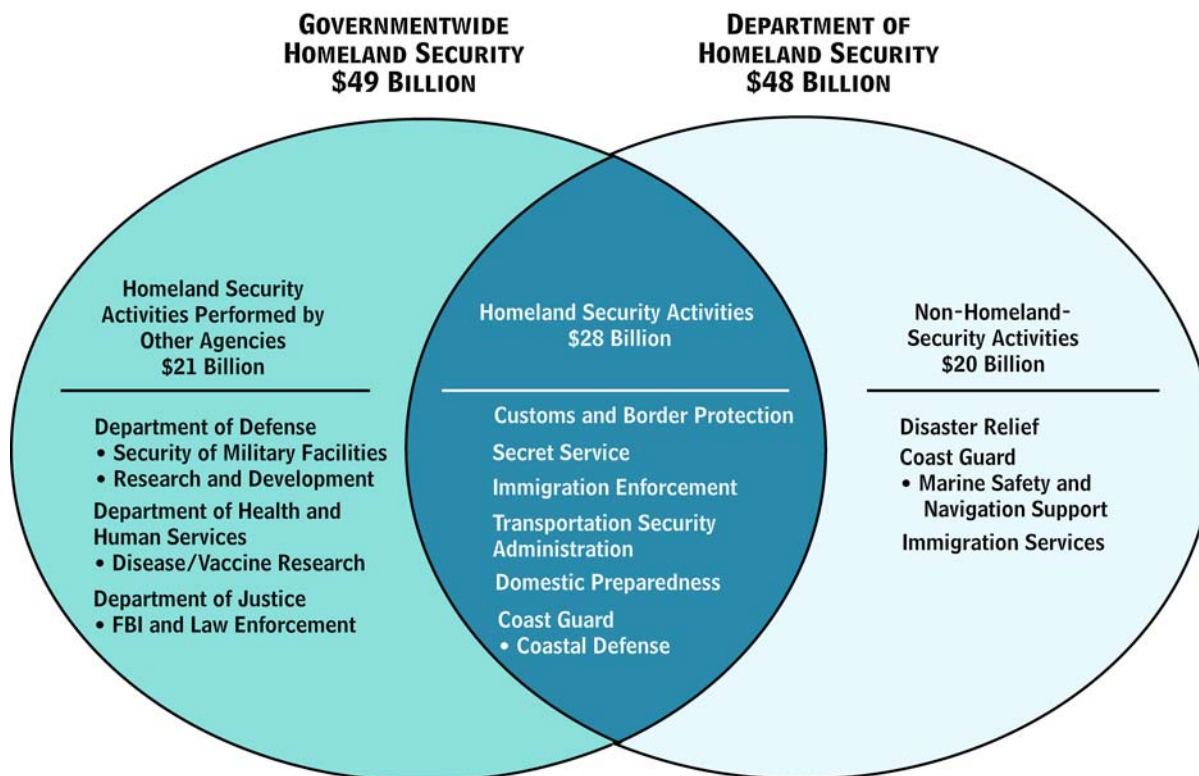 GOVERNMENTWIDE
HOMELAND SECURITY
$49 BILLION
DEPARTMENT OF
HOMELAND SECURITY
$48 BILLION
Homeland Security
Activities Performed by
Other Agencies
$21 Billion
Department of Defense
• Security of Military Facilities
• Research and Development
Department of Health and
Human Services
• Disease/Vaccine Research
Department of Justice
• FBI and Law Enforcement
Homeland Security Activities
$28 Billion
Customs and Border Protection
Secret Service
Immigration Enforcement
Transportation Security
Administration
Domestic Preparedness
Coast Guard
• Coastal Defense
Non-Homeland-
Security Activities
$20 Billion
Disaster Relief
Coast Guard
• Marine Safety and
Navigation Support
Immigration Services